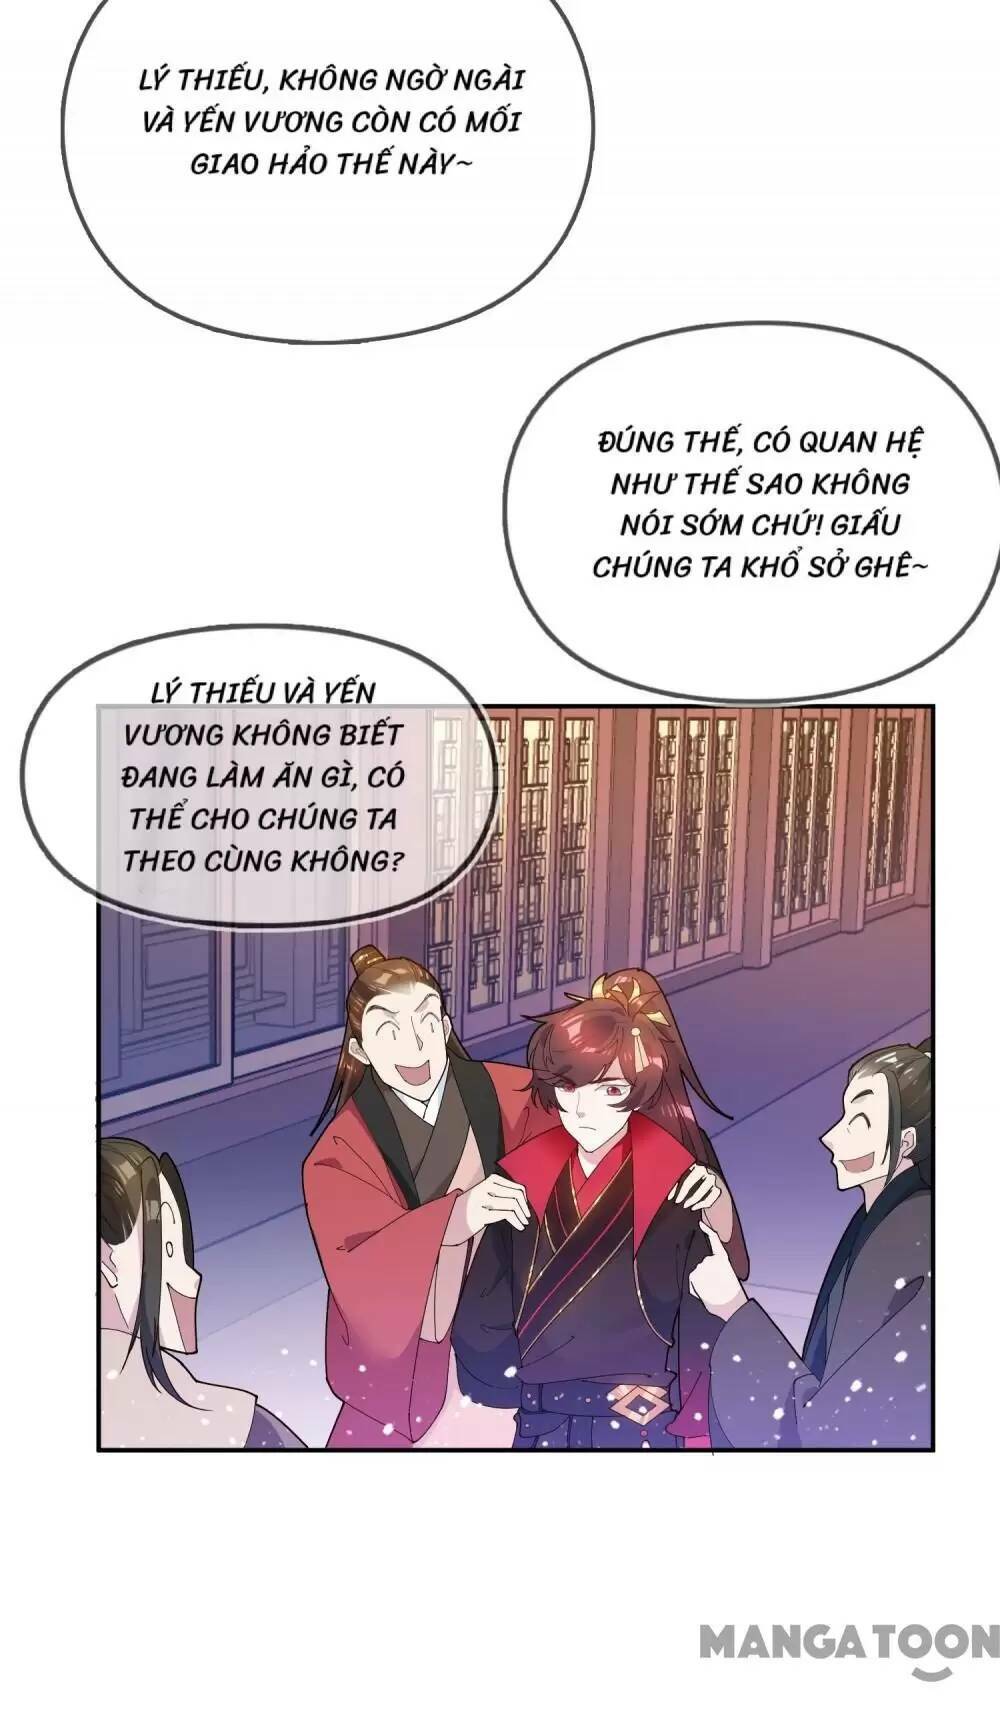 LÝ THIẾU, KHÔNG NGỜ NGÀI
VÀ YẾN VƯƠNG CÒN CÓ MỐI
GIAO HẢO THẾ NÀY~
ĐÚNG THẾ, CÓ QUAN HỆ
NHƯ THẾ SAO KHÔNG
NÓI SỚM CHỨ! GIẤU
CHÚNG TA KHỔ SỞ GHÊ~
LÝ THIẾU VÀ YẾN
VƯƠNG KHÔNG BIẾT
ĐANG LÀM ĂN GÌ, CÓ
THỂ CHO CHÚNG TA
THEO CÙNG KHÔNG?
MANGATOON